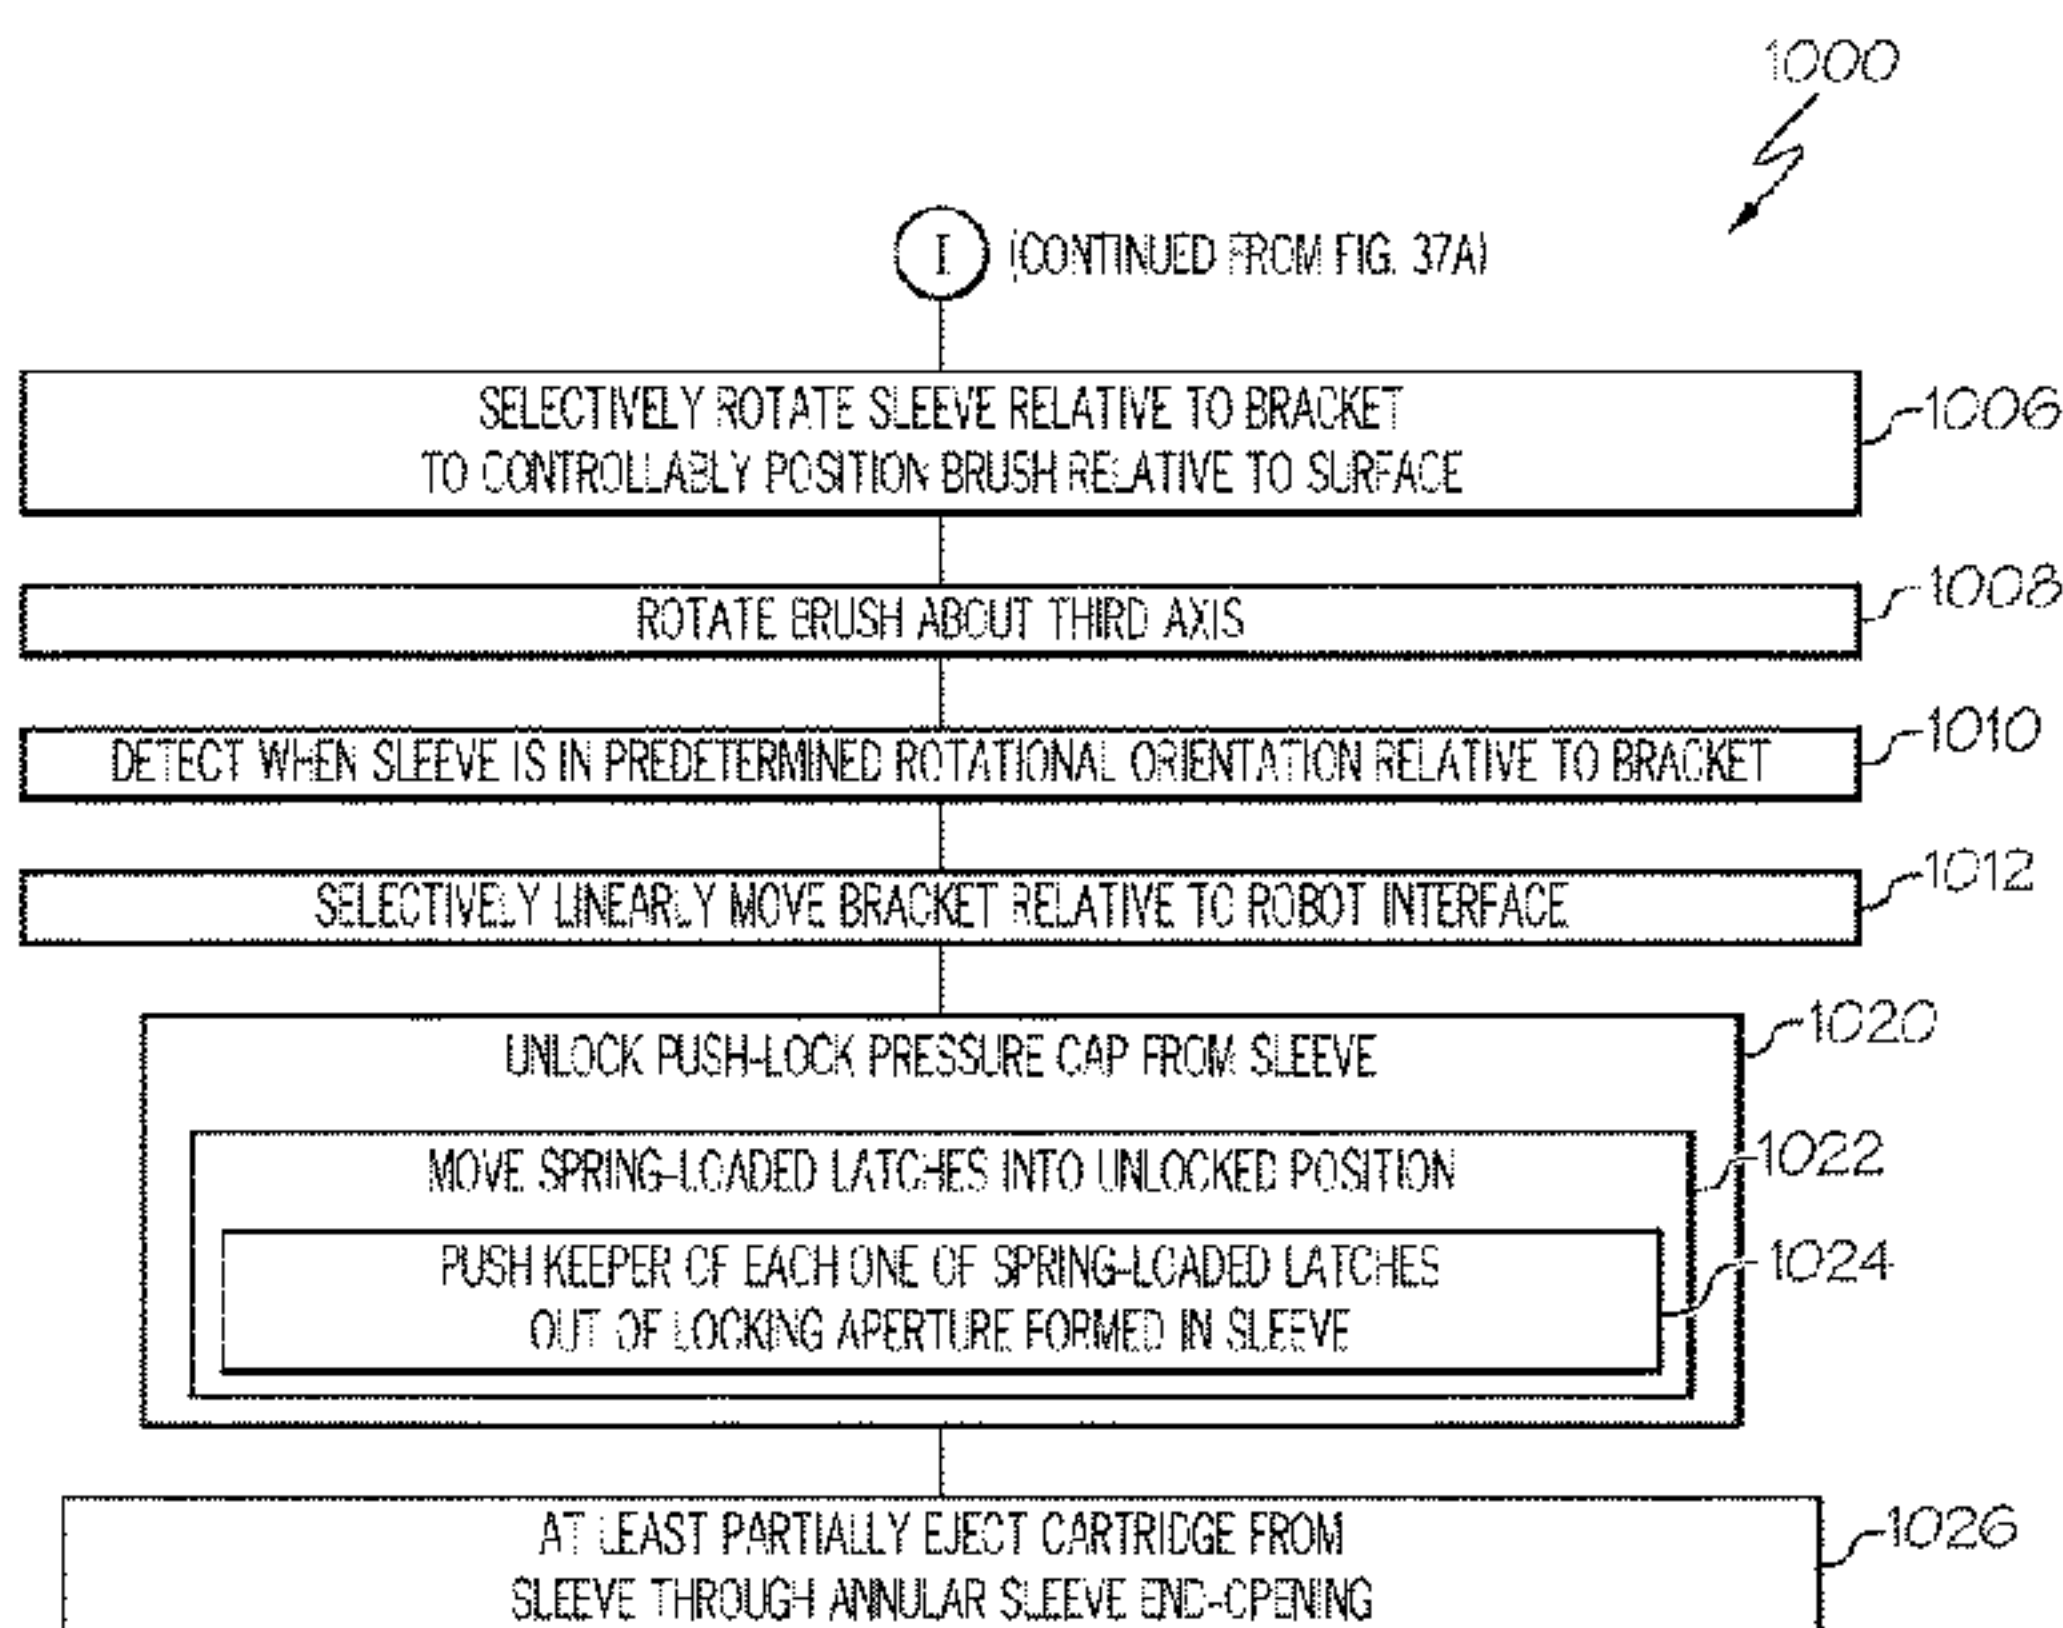 1000
I (CONTINUED FROM FIG. 37A)
SELECTIVELY ROTATE SLEEVE RELATIVE TO BRACKET
TO CONTROLLABLY POSITION BRUSH RELATIVE TO SURFACE
1006
ROTATE BRUSH ABOUT THIRD AXIS
1008
DETECT WHEN SLEEVE IS IN PREDETERMINED ROTATIONAL ORIENTATION RELATIVE TO BRACKET
1010
SELECTIVELY LINEARLY MOVE BRACKET RELATIVE TO ROBOT INTERFACE
1012
UNLOCK PUSH-LOCK PRESSURE CAP FROM SLEEVE
1020
MOVE SPRING-LOADED LATCHES INTO UNLOCKED POSITION
1022
PUSH KEEPER OF EACH ONE OF SPRING-LOADED LATCHES
OUT OF LOCKING APERTURE FORMED IN SLEEVE
1024
AT LEAST PARTIALLY EJECT CARTRIDGE FROM
SLEEVE THROUGH ANNULAR SLEEVE END-OPENING
1026